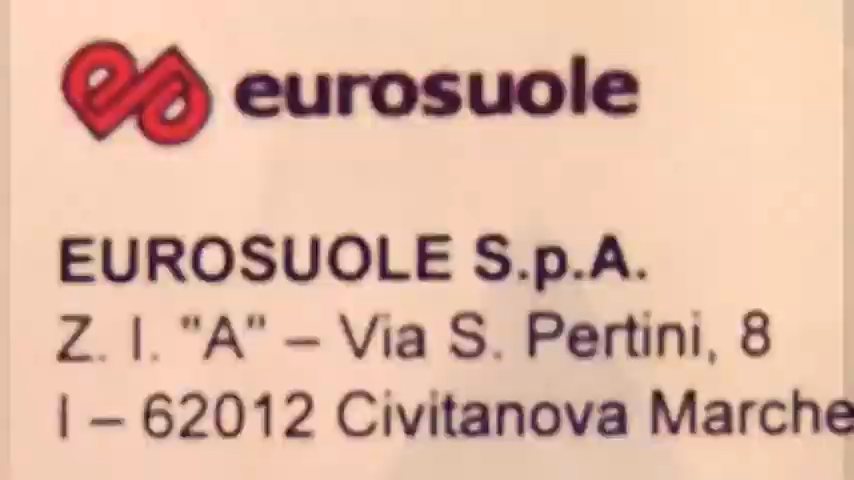 eurosuole
EUROSUOLE S.p.A.
Z. I. "A" – Via S. Pertini, 8
I – 62012 Civitanova Marche